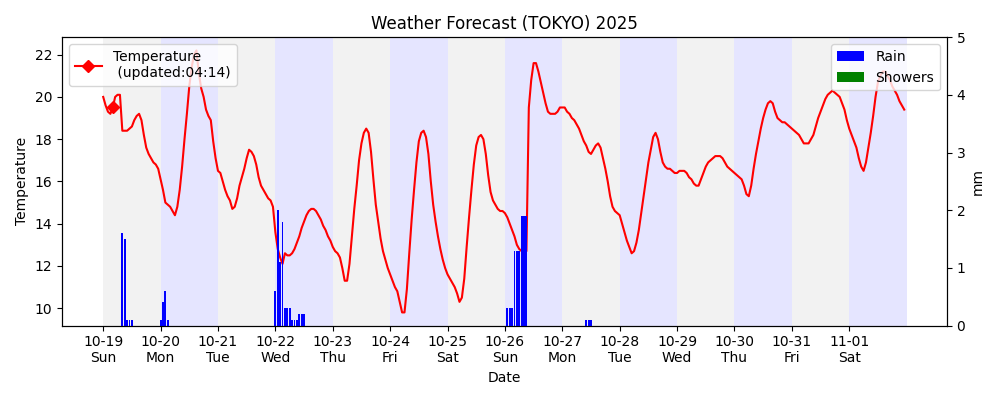 Weather Forecast (TOKYO) 2025
Temperature
(updated:04:14)
Rain
Showers
Temperature
22
20
18
16
14
12
10
5
4
3
2
1
0
mm
10-19 10-20 10-21 10-22 10-23 10-24 10-25 10-26 10-27 10-28 10-29 10-30 10-31 11-01
Sun Mon Tue Wed Thu Fri Sat Sun Mon Tue Wed Thu Fri Sat
Date